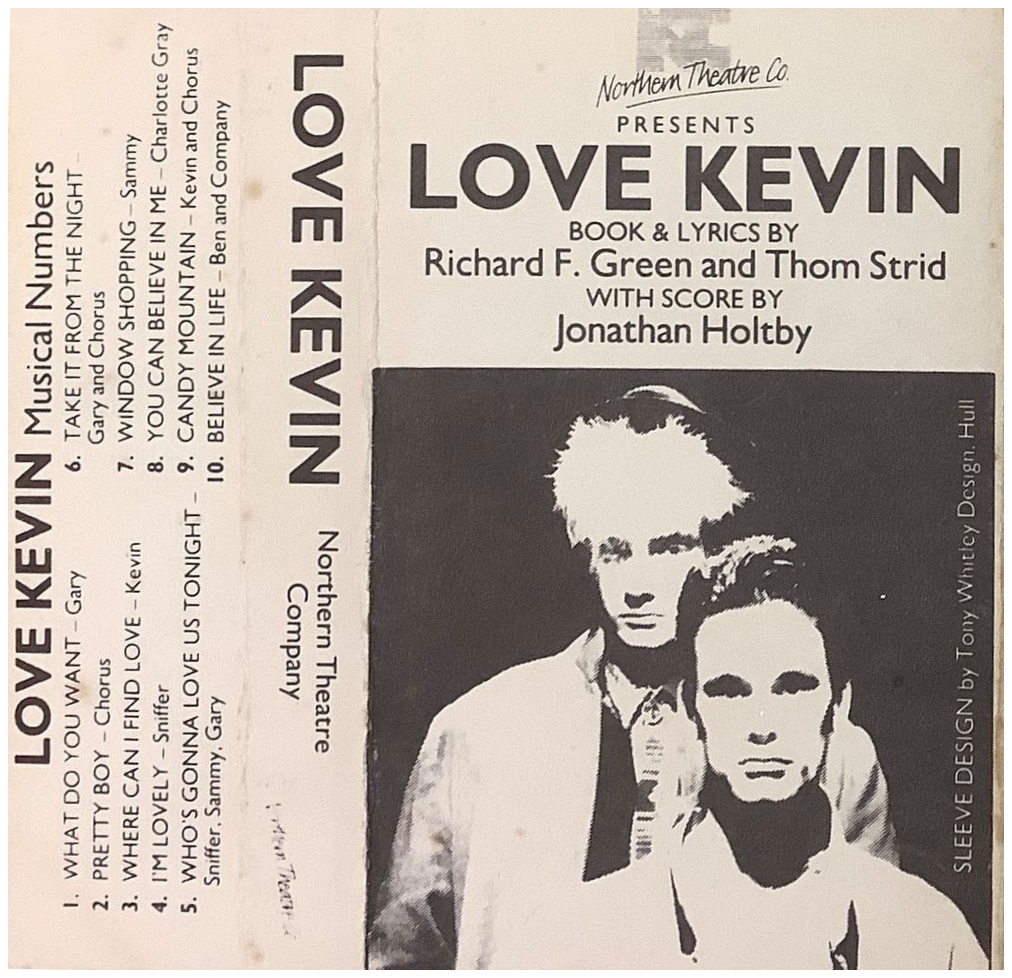 Northern Theatre Co.
PRESENTS
LOVE KEVIN
BOOK & LYRICS BY
Richard F. Green and Thom Strid
WITH SCORE BY
Jonathan Holtby
SLEEVE DESIGN by Tony Whitley Design. Hull
LOVE KEVIN
Northern Theatre
Company
LOVE KEVIN Musical Numbers
1. WHAT DO YOU WANT – Gary
2. PRETTY BOY – Chorus
3. WHERE CAN I FIND LOVE – Kevin
4. I'M LOVELY – Sniffer
5. WHO'S GONNA LOVE US TONIGHT –
Sniffer, Sammy, Gary
6. TAKE IT FROM THE NIGHT –
Gary and Chorus
7. WINDOW SHOPPING – Sammy
8. YOU CAN BELIEVE IN ME – Charlotte Gray
9. CANDY MOUNTAIN – Kevin and Chorus
10. BELIEVE IN LIFE – Ben and Company